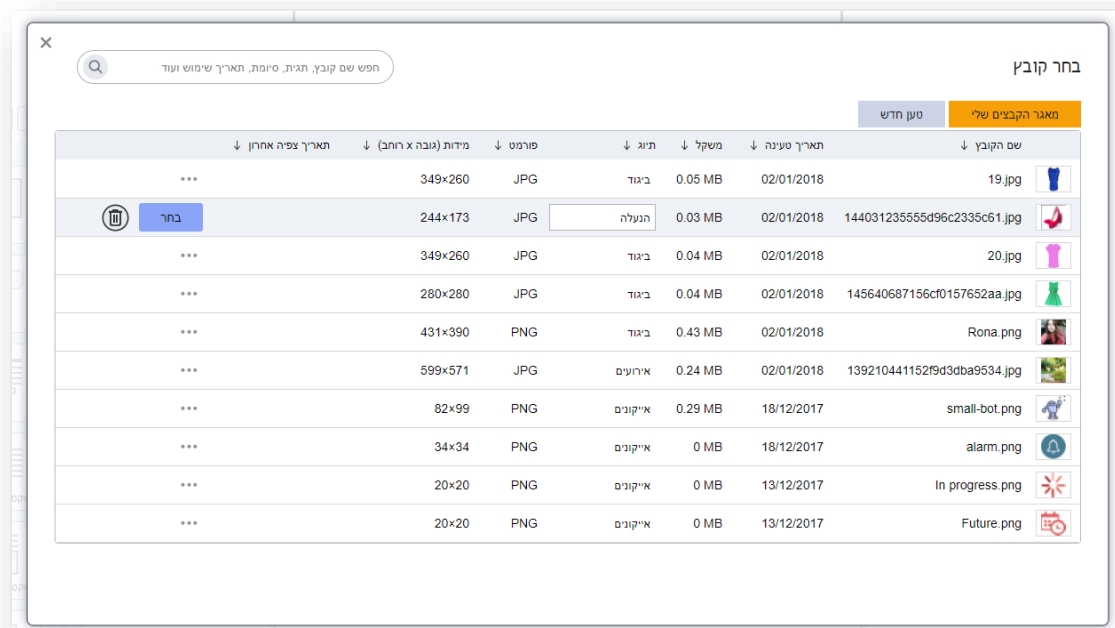 בחר קובץ
חפש שם קובץ, תגית, סיומת, תאריך שימוש ועוד
מאגר הקבצים שלי טען חדש
שם הקובץ ↓ תאריך טעינה ↓ משקל ↓ תיוג ↓ פורמט ↓ מידות (גובה x רוחב) ↓ תאריך צפיה אחרון ↓
19.jpg 02/01/2018 0.05 MB ביגוד JPG 349×260
144031235555d96c2335c61.jpg 02/01/2018 0.03 MB הנעלה JPG 244×173 בחר
20.jpg 02/01/2018 0.04 MB ביגוד JPG 349×260
145640687156cf0157652aa.jpg 02/01/2018 0.04 MB ביגוד JPG 280×280
Rona.png 02/01/2018 0.43 MB ביגוד PNG 431×390
139210441152f9d3dba9534.jpg 02/01/2018 0.24 MB אירועים JPG 599×571
small-bot.png 18/12/2017 0.29 MB אייקונים PNG 82×99
alarm.png 18/12/2017 0 MB אייקונים PNG 34×34
In progress.png 13/12/2017 0 MB אייקונים PNG 20×20
Future.png 13/12/2017 0 MB אייקונים PNG 20×20